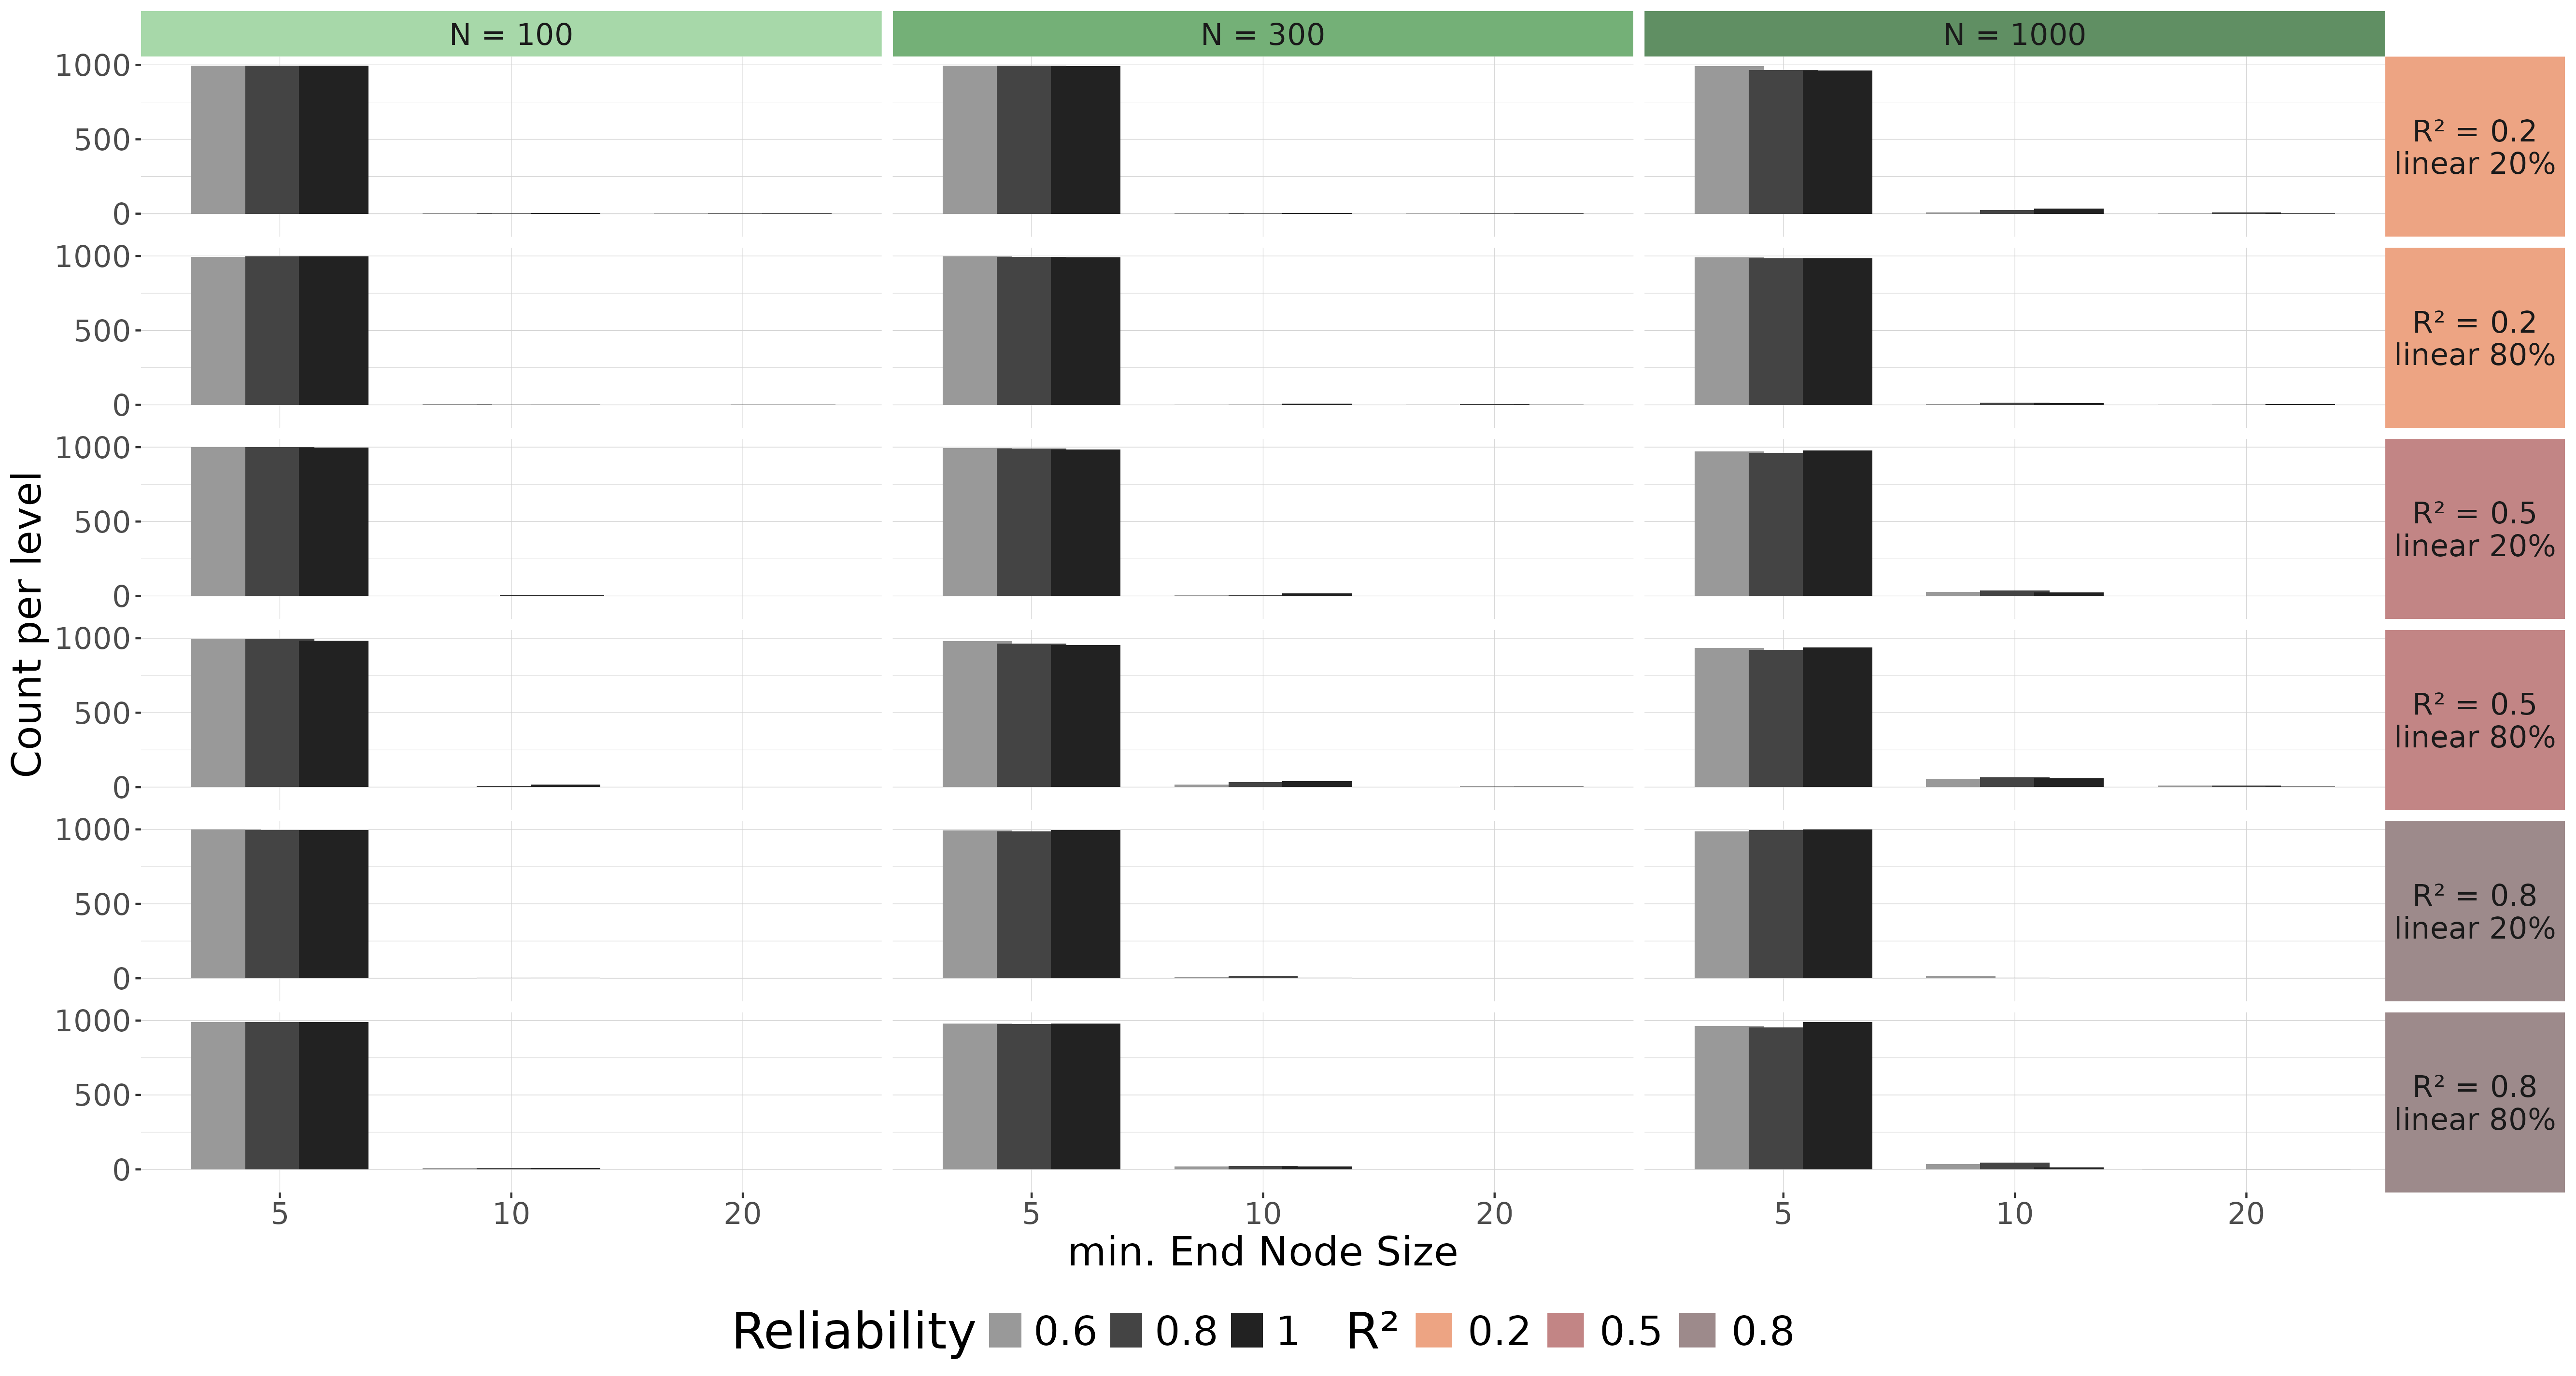 N = 100
N = 300
N = 1000
1000
500
0
R² = 0.2
linear 20%
1000
500
0
R² = 0.2
linear 80%
1000
500
0
R² = 0.5
linear 20%
1000
500
0
R² = 0.5
linear 80%
1000
500
0
R² = 0.8
linear 20%
1000
500
0
R² = 0.8
linear 80%
Count per level
5 10 20 5 10 20 5 10 20
min. End Node Size
Reliability 0.6 0.8 1 R² 0.2 0.5 0.8